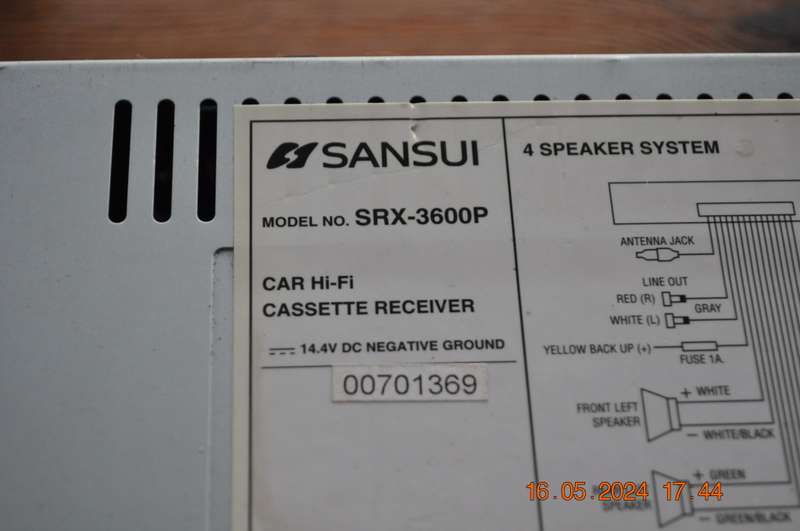 SANSUI
MODEL NO. SRX-3600P
CAR Hi-Fi
CASSETTE RECEIVER
14.4V DC NEGATIVE GROUND
00701369
4 SPEAKER SYSTEM
ANTENNA JACK
LINE OUT
RED (R)
GRAY
WHITE (L)
YELLOW BACK UP (+)
FUSE 1A.
+ WHITE
FRONT LEFT
SPEAKER
- WHITE/BLACK
+ GREEN
SPEAKER
- GREEN/BLACK
16.05.2024 17:44